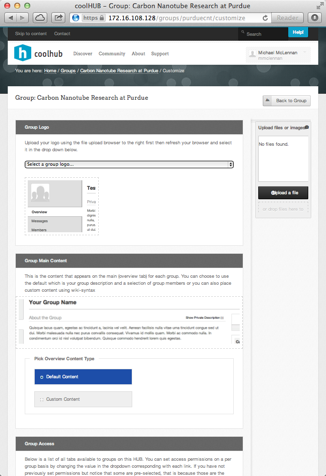 coolHUB – Group: Carbon Nanotube Research at Purdue
https 172.16.108.128/groups/purduecnt/customize
Reader
Skip to content Contact Search Help!
h coolhub Discover Community About Support Michael McLennan
You are here: Home / Groups / Carbon Nanotube Research at Purdue / Customize
Group: Carbon Nanotube Research at Purdue
Back to Group
Group Logo
Upload your logo using the file upload browser to the right first then refresh your browser and select it in the drop down below.
Select a group logo...
Overview
Messages
Members
Upload files or images
No files found.
Upload a file
Group Main Content
This is the content that appears on the main (overview tab) for each group. You can choose to use
the default which is your group description and a selection of group members or you can also place
custom content using wiki-syntax
Your Group Name
About the Group
Show Private Description
Pick Overview Content Type
Default Content
Custom Content
Group Access
Below is a list of all tabs available to groups on this HUB. You can set access permissions on a per
group basis by changing the value in the dropdown corresponding with each link. If you have not
previously set permissions but notice that some are pre-selected, that is because those are the